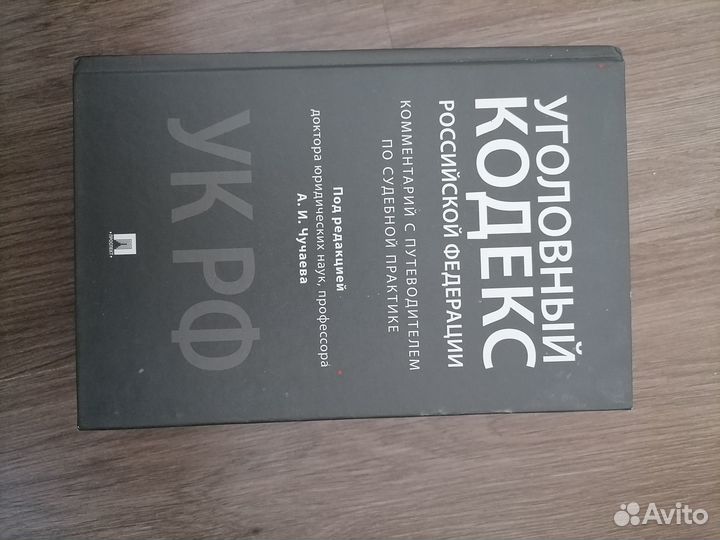 УГОЛОВНЫЙ
КОДЕКС
РОССИЙСКОЙ ФЕДЕРАЦИИ
КОММЕНТАРИЙ С ПУТЕВОДИТЕЛЕМ
ПО СУДЕБНОЙ ПРАКТИКЕ
Под редакцией
доктора юридических наук, профессора
А. И. Чучаева
УК РФ
•ПРОСПЕКТ•
Avito